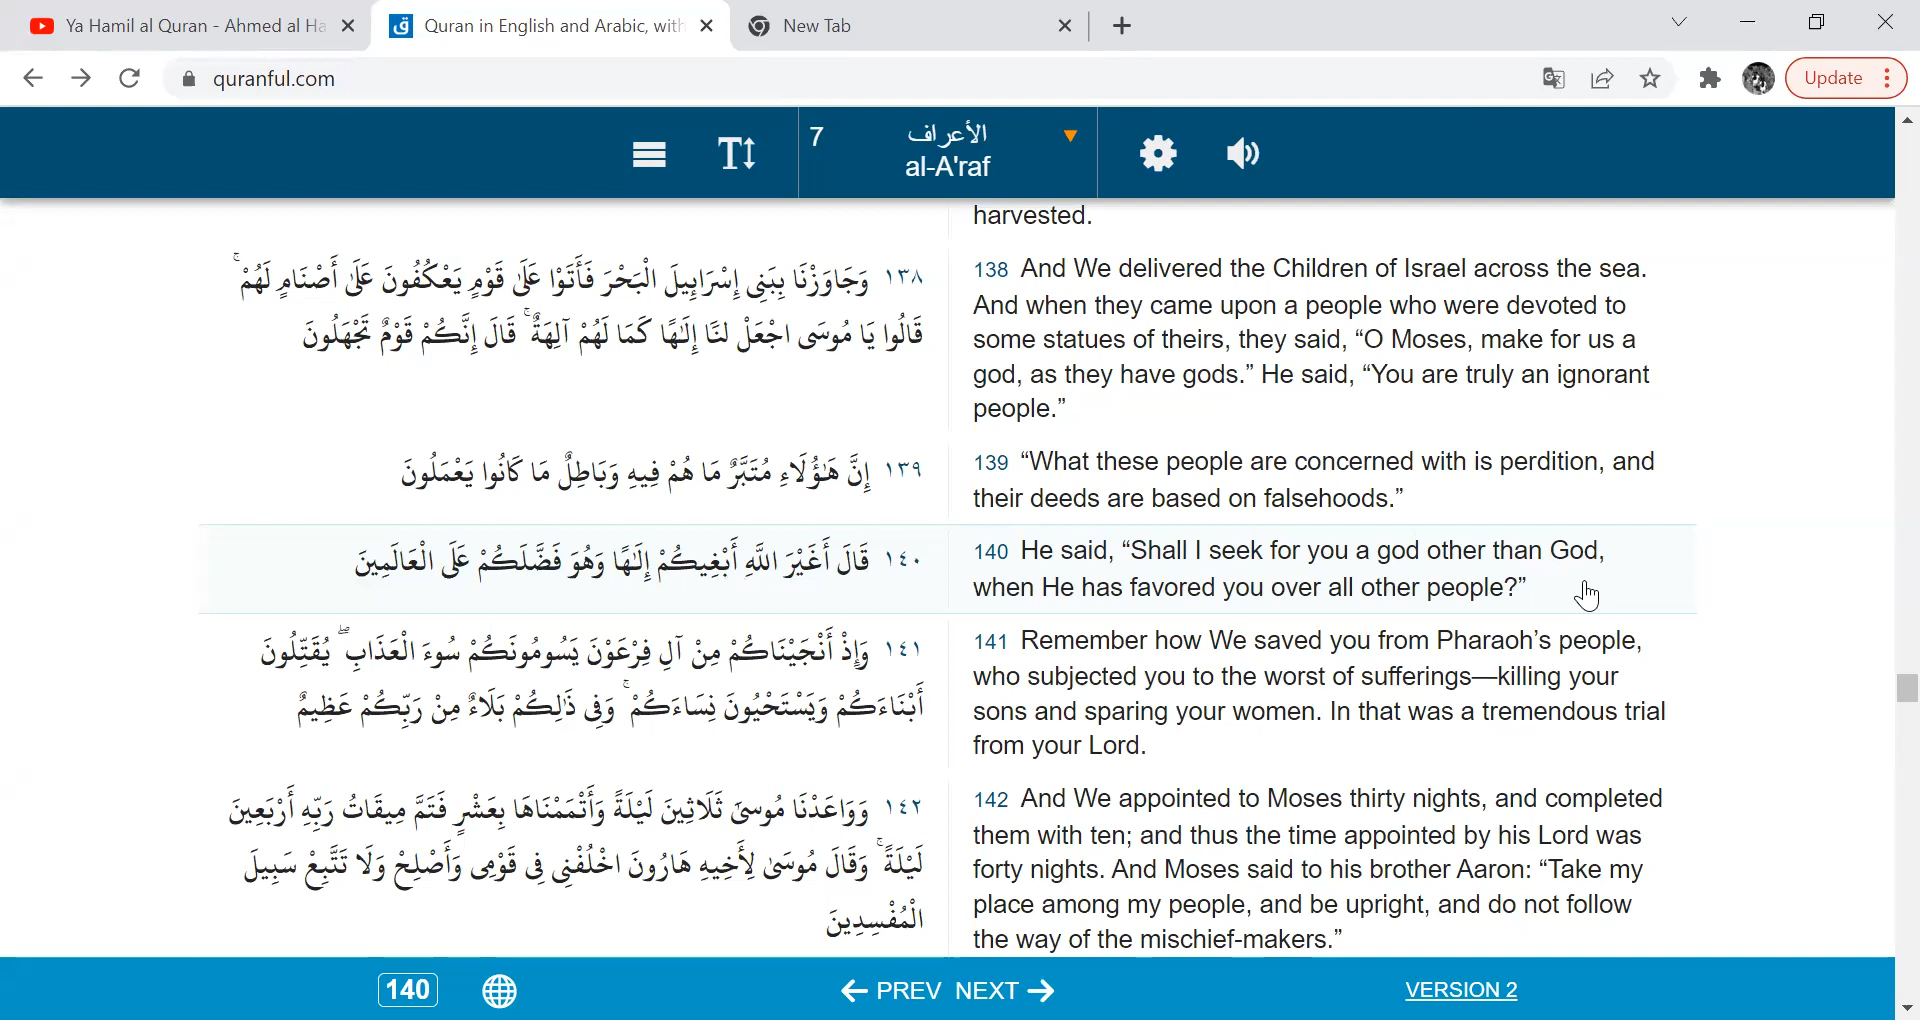 Ya Hamil al Quran - Ahmed al Ha
Quran in English and Arabic, with
New Tab
quranful.com
Update
7
الأعراف
al-A'raf
harvested.
١٣٨ وَجَاوَزْنَا بِبَنِي إِسْرَائِيلَ الْبَحْرَ فَأَتَوْا عَلَىٰ قَوْمٍ يَعْكُفُونَ عَلَىٰ أَصْنَامٍ لَهُمْ ۚ
قَالُوا يَا مُوسَى اجْعَلْ لَنَا إِلَٰهًا كَمَا لَهُمْ آلِهَةٌ ۚ قَالَ إِنَّكُمْ قَوْمٌ تَجْهَلُونَ
138 And We delivered the Children of Israel across the sea.
And when they came upon a people who were devoted to
some statues of theirs, they said, “O Moses, make for us a
god, as they have gods.” He said, “You are truly an ignorant
people.”
١٣٩ إِنَّ هَٰؤُلَاءِ مُتَبَّرٌ مَا هُمْ فِيهِ وَبَاطِلٌ مَا كَانُوا يَعْمَلُونَ
139 “What these people are concerned with is perdition, and
their deeds are based on falsehoods.”
١٤٠ قَالَ أَغَيْرَ اللَّهِ أَبْغِيكُمْ إِلَٰهًا وَهُوَ فَضَّلَكُمْ عَلَى الْعَالَمِينَ
140 He said, “Shall I seek for you a god other than God,
when He has favored you over all other people?”
١٤١ وَإِذْ أَنْجَيْنَاكُمْ مِنْ آلِ فِرْعَوْنَ يَسُومُونَكُمْ سُوءَ الْعَذَابِ ۖ يُقَتِّلُونَ
أَبْنَاءَكُمْ وَيَسْتَحْيُونَ نِسَاءَكُمْ ۚ وَفِي ذَٰلِكُمْ بَلَاءٌ مِنْ رَبِّكُمْ عَظِيمٌ
141 Remember how We saved you from Pharaoh’s people,
who subjected you to the worst of sufferings—killing your
sons and sparing your women. In that was a tremendous trial
from your Lord.
١٤٢ وَوَاعَدْنَا مُوسَىٰ ثَلَاثِينَ لَيْلَةً وَأَتْمَمْنَاهَا بِعَشْرٍ فَتَمَّ مِيقَاتُ رَبِّهِ أَرْبَعِينَ
لَيْلَةً ۚ وَقَالَ مُوسَىٰ لِأَخِيهِ هَارُونَ اخْلُفْنِي فِي قَوْمِي وَأَصْلِحْ وَلَا تَتَّبِعْ سَبِيلَ
الْمُفْسِدِينَ
142 And We appointed to Moses thirty nights, and completed
them with ten; and thus the time appointed by his Lord was
forty nights. And Moses said to his brother Aaron: “Take my
place among my people, and be upright, and do not follow
the way of the mischief-makers.”
140
PREV NEXT
VERSION 2